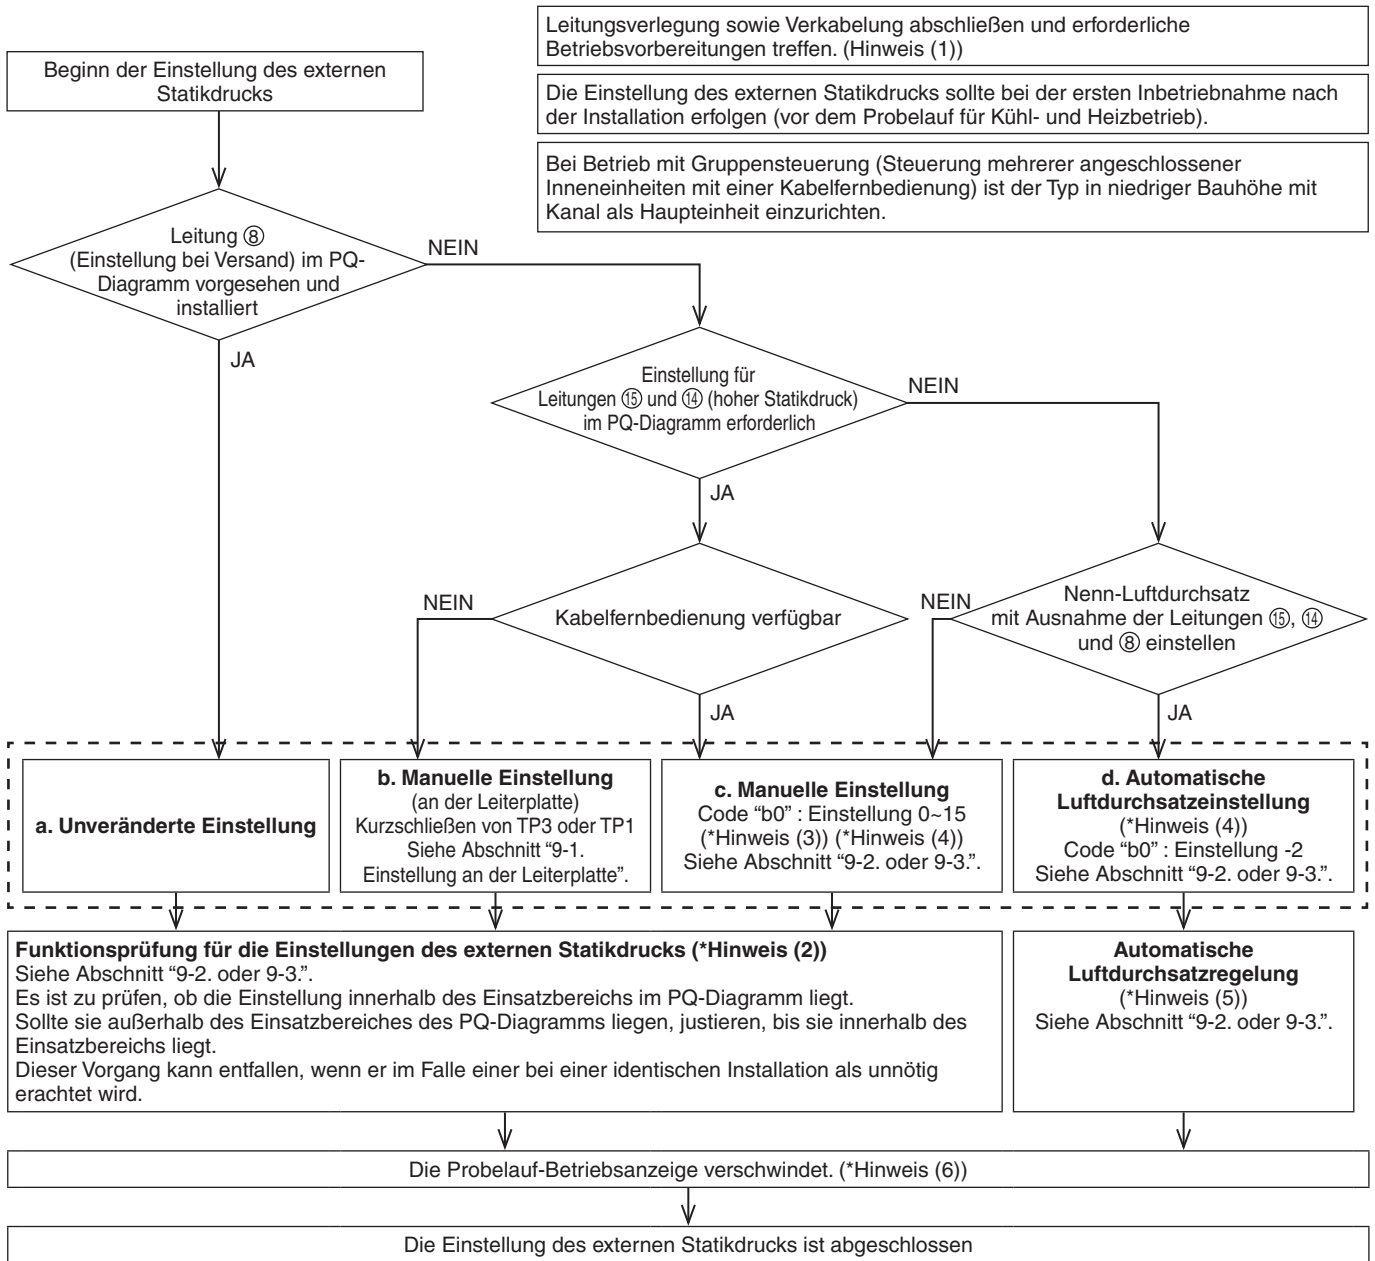 Leitungsverlegung sowie Verkabelung abschließen und erforderliche
Betriebsvorbereitungen treffen. (Hinweis (1))
Beginn der Einstellung des externen
Statikdrucks
Die Einstellung des externen Statikdrucks sollte bei der ersten Inbetriebnahme nach
der Installation erfolgen (vor dem Probelauf für Kühl- und Heizbetrieb).
Bei Betrieb mit Gruppensteuerung (Steuerung mehrerer angeschlossener
Inneneinheiten mit einer Kabelfernbedienung) ist der Typ in niedriger Bauhöhe mit
Kanal als Haupteinheit einzurichten.
Leitung ⑧
(Einstellung bei Versand) im PQ-
Diagramm vorgesehen und
installiert
NEIN
JA
Einstellung für
Leitungen ⑮ und ⑭ (hoher Statikdruck)
im PQ-Diagramm erforderlich
NEIN
JA
Kabelfernbedienung verfügbar
NEIN
JA
Nenn-Luftdurchsatz
mit Ausnahme der Leitungen ⑮, ⑭
und ⑧ einstellen
NEIN
JA
a. Unveränderte Einstellung
b. Manuelle Einstellung
(an der Leiterplatte)
Kurzschließen von TP3 oder TP1
Siehe Abschnitt “9-1.
Einstellung an der Leiterplatte”.
c. Manuelle Einstellung
Code “b0” : Einstellung 0~15
(*Hinweis (3)) (*Hinweis (4))
Siehe Abschnitt “9-2. oder 9-3.”.
d. Automatische
Luftdurchsatzeinstellung
(*Hinweis (4))
Code “b0” : Einstellung -2
Siehe Abschnitt “9-2. oder 9-3.”.
Funktionsprüfung für die Einstellungen des externen Statikdrucks (*Hinweis (2))
Siehe Abschnitt “9-2. oder 9-3.”.
Es ist zu prüfen, ob die Einstellung innerhalb des Einsatzbereichs im PQ-Diagramm liegt.
Sollte sie außerhalb des Einsatzbereiches des PQ-Diagramms liegen, justieren, bis sie innerhalb des
Einsatzbereichs liegt.
Dieser Vorgang kann entfallen, wenn er im Falle einer bei einer identischen Installation als unnötig
erachtet wird.
Automatische
Luftdurchsatzregelung
(*Hinweis (5))
Siehe Abschnitt “9-2. oder 9-3.”.
Die Probelauf-Betriebsanzeige verschwindet. (*Hinweis (6))
Die Einstellung des externen Statikdrucks ist abgeschlossen